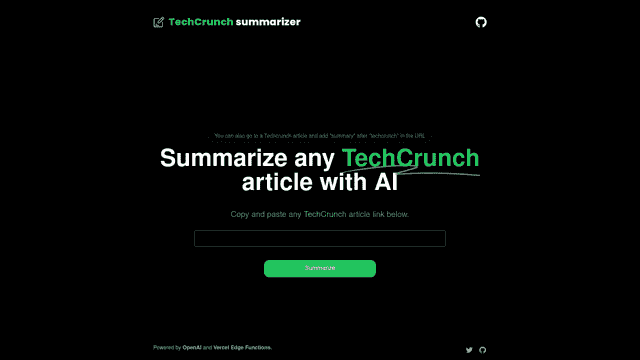 TechCrunch summarizer
You can also go to a Techcrunch article and add "summary" after "techcrunch" in the URL
Summarize any TechCrunch
article with AI
Copy and paste any TechCrunch article link below.
Summarize
Powered by OpenAI and Vercel Edge Functions.